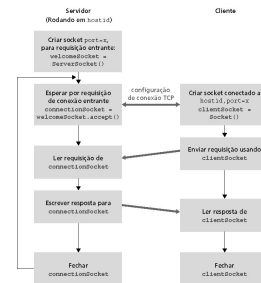 Servidor
(Rodando em hostid)
Cliente
Criar socket port=x,
para requisição entrante:
welcomeSocket =
ServerSocket()
Esperar por requisição
de conexão entrante
connectionSocket =
welcomeSocket.accept()
configuração
de conexão TCP
Criar socket conectado a
hostid,port=x
clientSocket =
Socket()
Ler requisição de
connectionSocket
Enviar requisição usando
clientSocket
Escrever resposta para
connectionSocket
Ler resposta de
clientSocket
Fechar
connectionSocket
Fechar
clientSocket